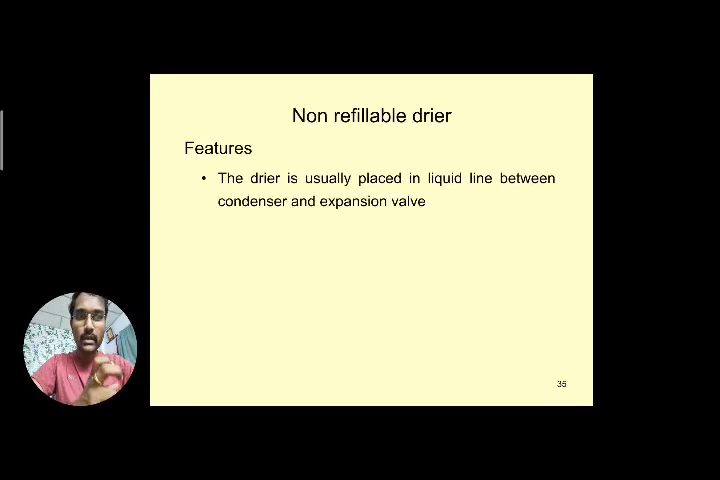 Non refillable drier
Features
• The drier is usually placed in liquid line between
condenser and expansion valve
35